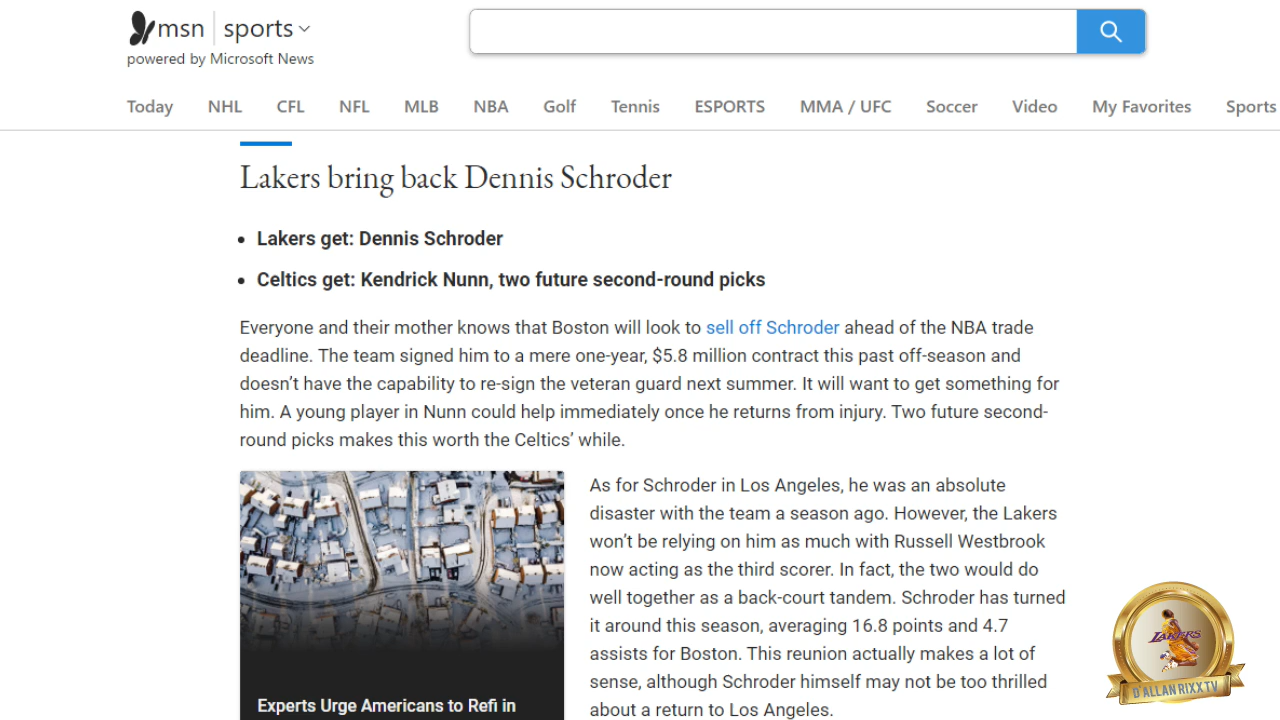 msn sports
powered by Microsoft News
Today NHL CFL NFL MLB NBA Golf Tennis ESPORTS MMA / UFC Soccer Video My Favorites Sports
Lakers bring back Dennis Schroder
• Lakers get: Dennis Schroder
• Celtics get: Kendrick Nunn, two future second-round picks
Everyone and their mother knows that Boston will look to sell off Schroder ahead of the NBA trade
deadline. The team signed him to a mere one-year, $5.8 million contract this past off-season and
doesn’t have the capability to re-sign the veteran guard next summer. It will want to get something for
him. A young player in Nunn could help immediately once he returns from injury. Two future second-
round picks makes this worth the Celtics’ while.
As for Schroder in Los Angeles, he was an absolute
disaster with the team a season ago. However, the Lakers
won’t be relying on him as much with Russell Westbrook
now acting as the third scorer. In fact, the two would do
well together as a back-court tandem. Schroder has turned
it around this season, averaging 16.8 points and 4.7
assists for Boston. This reunion actually makes a lot of
sense, although Schroder himself may not be too thrilled
about a return to Los Angeles.
Experts Urge Americans to Refi in
LAKERS
D'ALLAN RIXX TV